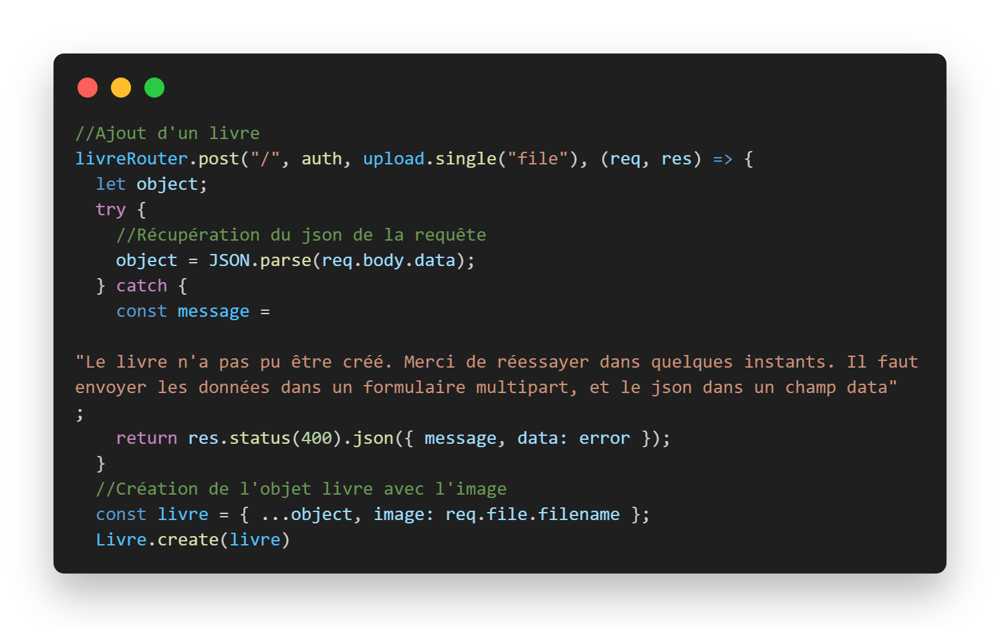 //Ajout d'un livre
livreRouter.post("/", auth, upload.single("file"), (req, res) => {
  let object;
  try {
    //Récupération du json de la requête
    object = JSON.parse(req.body.data);
  } catch {
    const message =

"Le livre n'a pas pu être créé. Merci de réessayer dans quelques instants. Il faut
envoyer les données dans un formulaire multipart, et le json dans un champ data"
;
    return res.status(400).json({ message, data: error });
  }
  //Création de l'objet livre avec l'image
  const livre = { ...object, image: req.file.filename };
  Livre.create(livre)